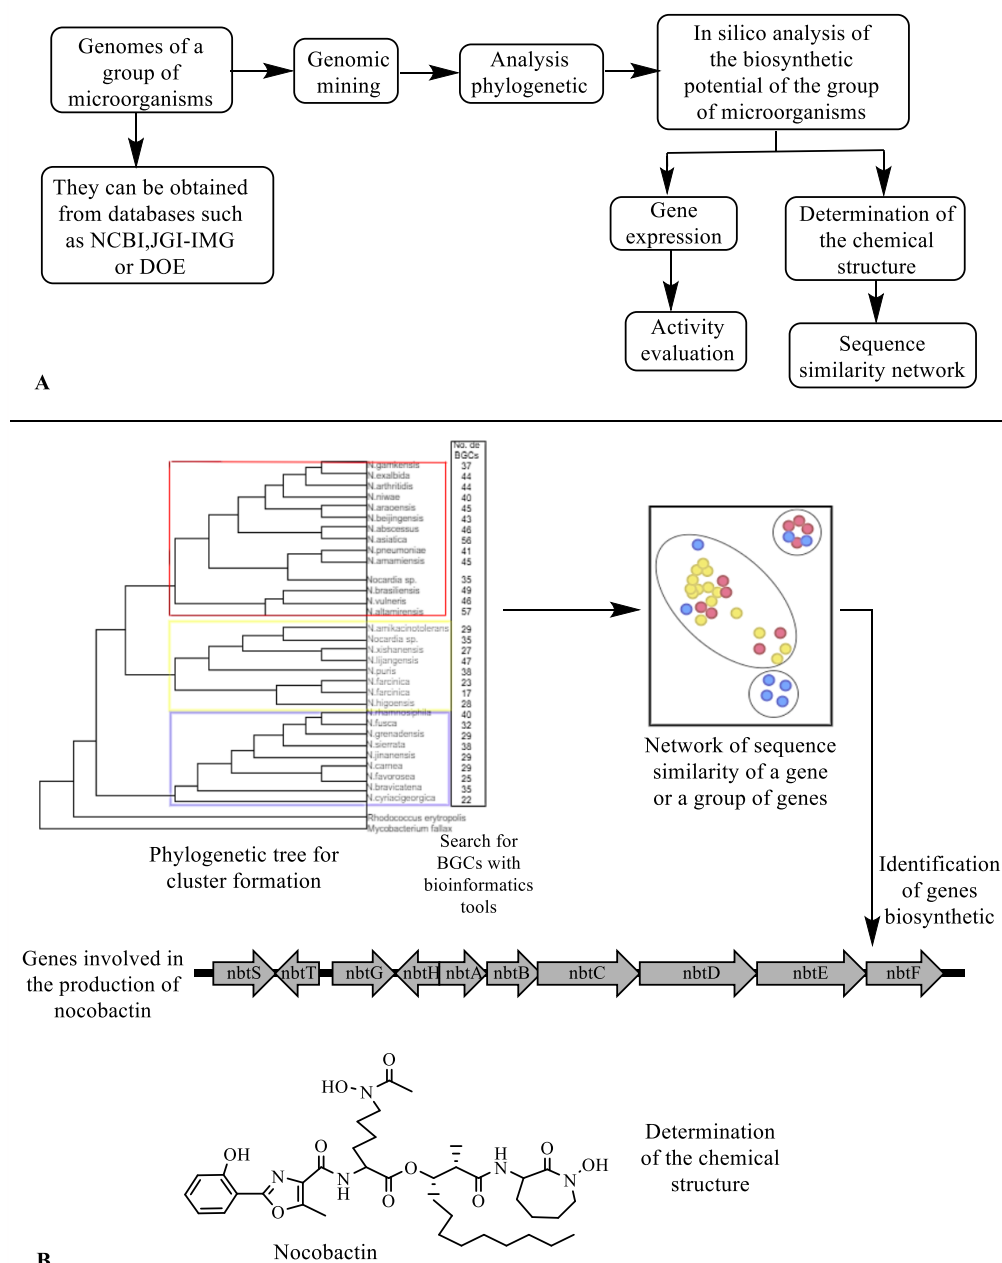 Genomes of a
group of
microorganisms
Genomic
mining
Analysis
phylogenetic
In silico analysis of
the biosynthetic
potential of the group
of microorganisms
They can be obtained
from databases such
as NCBI,JGI-IMG
or DOE
Gene
expression
Determination of
the chemical
structure
Activity
evaluation
Sequence
similarity network
A
No. de
BGCs
N.gamkensis 37
N.exalbida 44
N.arthritidis 44
N.niwae 40
N.araoensis 45
N.beijingensis 43
N.abscessus 46
N.asiatica 56
N.pneumoniae 41
N.amamiensis 45
Nocardia sp. 35
N.brasiliensis 49
N.vulneris 46
N.altamirensis 57
N.amikacinotolerans 29
Nocardia sp. 35
N.xishanensis 27
N.lijangensis 47
N.puris 38
N.farcinica 23
N.farcinica 17
N.higoensis 28
N.rhamnosiphila 40
N.fusca 32
N.grenadensis 29
N.sierrata 38
N.jinanensis 29
N.carnea 29
N.favorosea 25
N.bravicatena 35
N.cyriacigeorgica 22
Rhodococcus erytropolis
Mycobacterium fallax
Phylogenetic tree for
cluster formation
Search for
BGCs with
bioinformatics
tools
Network of sequence
similarity of a gene
or a group of genes
Identification
of genes
biosynthetic
Genes involved in
the production of
nocobactin
nbtS nbtT nbtG nbtH nbtA nbtB nbtC nbtD nbtE nbtF
O
HO N
OH O O H O
N N O N N OH
H
O O O
Nocobactin
Determination
of the chemical
structure
B